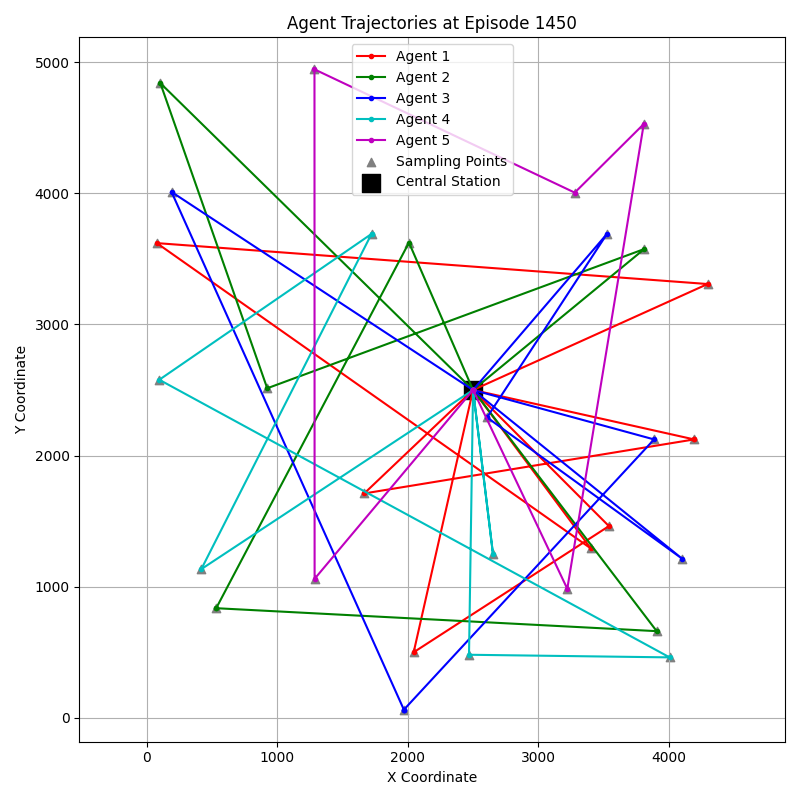 Agent Trajectories at Episode 1450
Agent 1
Agent 2
Agent 3
Agent 4
Agent 5
Sampling Points
Central Station
Y Coordinate
5000
4000
3000
2000
1000
0
0
1000
2000
3000
4000
X Coordinate